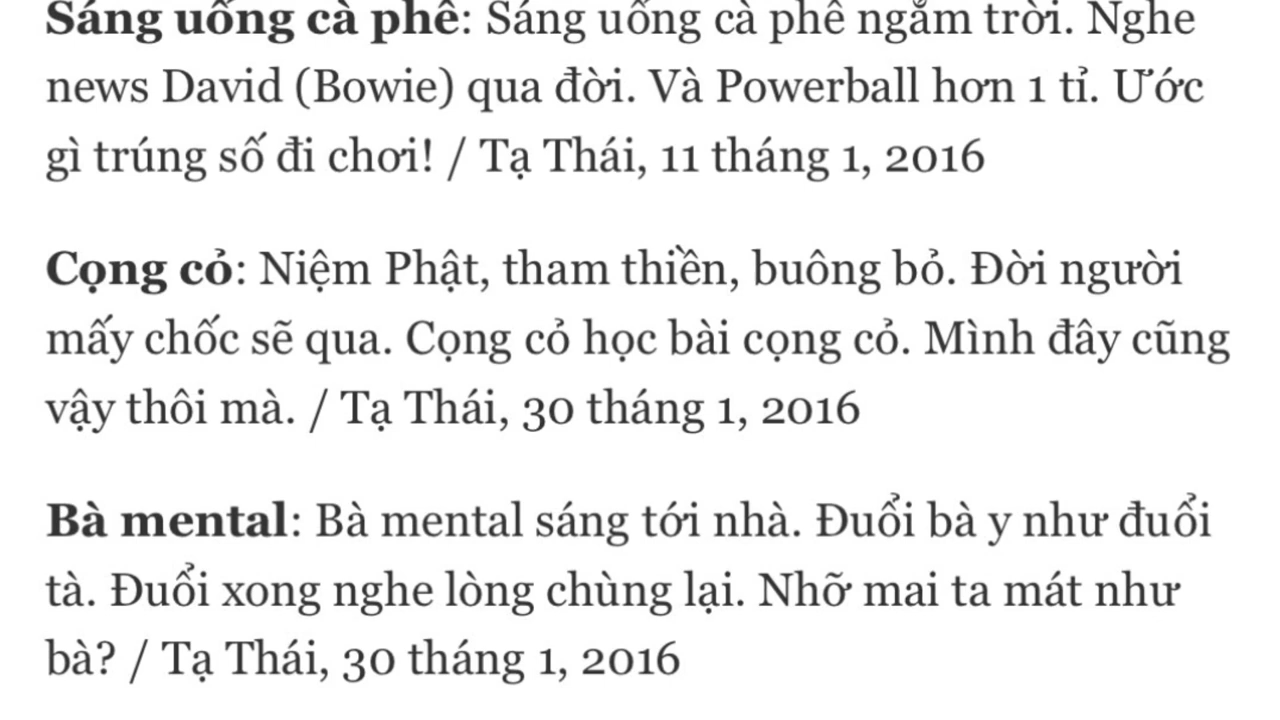 Sáng uống cà phê: Sáng uống cà phê ngắm trời. Nghe
news David (Bowie) qua đời. Và Powerball hơn 1 tỉ. Ước
gì trúng số đi chơi! / Tạ Thái, 11 tháng 1, 2016
Cọng cỏ: Niệm Phật, tham thiền, buông bỏ. Đời người
mấy chốc sẽ qua. Cọng cỏ học bài cọng cỏ. Mình đây cũng
vậy thôi mà. / Tạ Thái, 30 tháng 1, 2016
Bà mental: Bà mental sáng tới nhà. Đuổi bà y như đuổi
tà. Đuổi xong nghe lòng chùng lại. Nhỡ mai ta mát như
bà? / Tạ Thái, 30 tháng 1, 2016